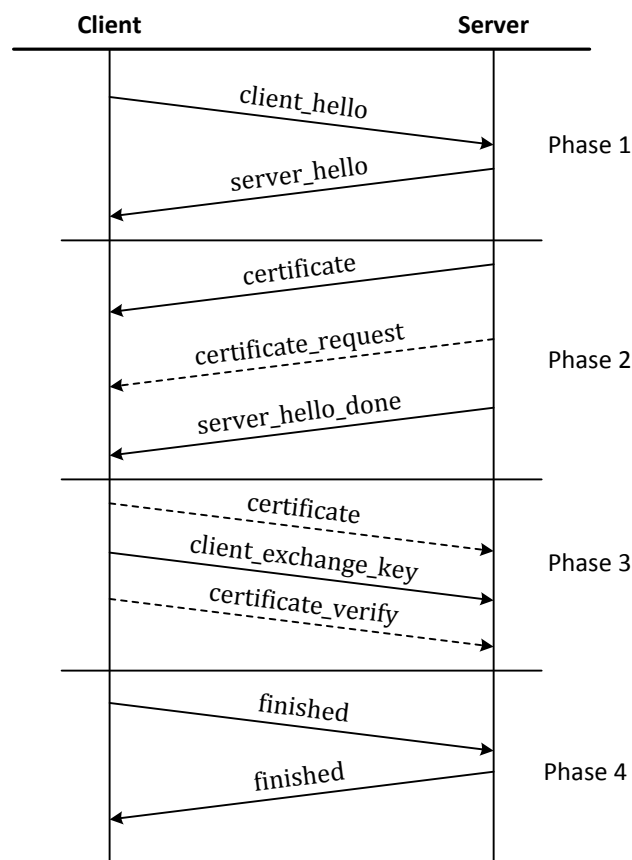 Client Server
client_hello
Phase 1
server_hello
certificate
certificate_request
Phase 2
server_hello_done
certificate
client_exchange_key
Phase 3
certificate_verify
finished
finished
Phase 4